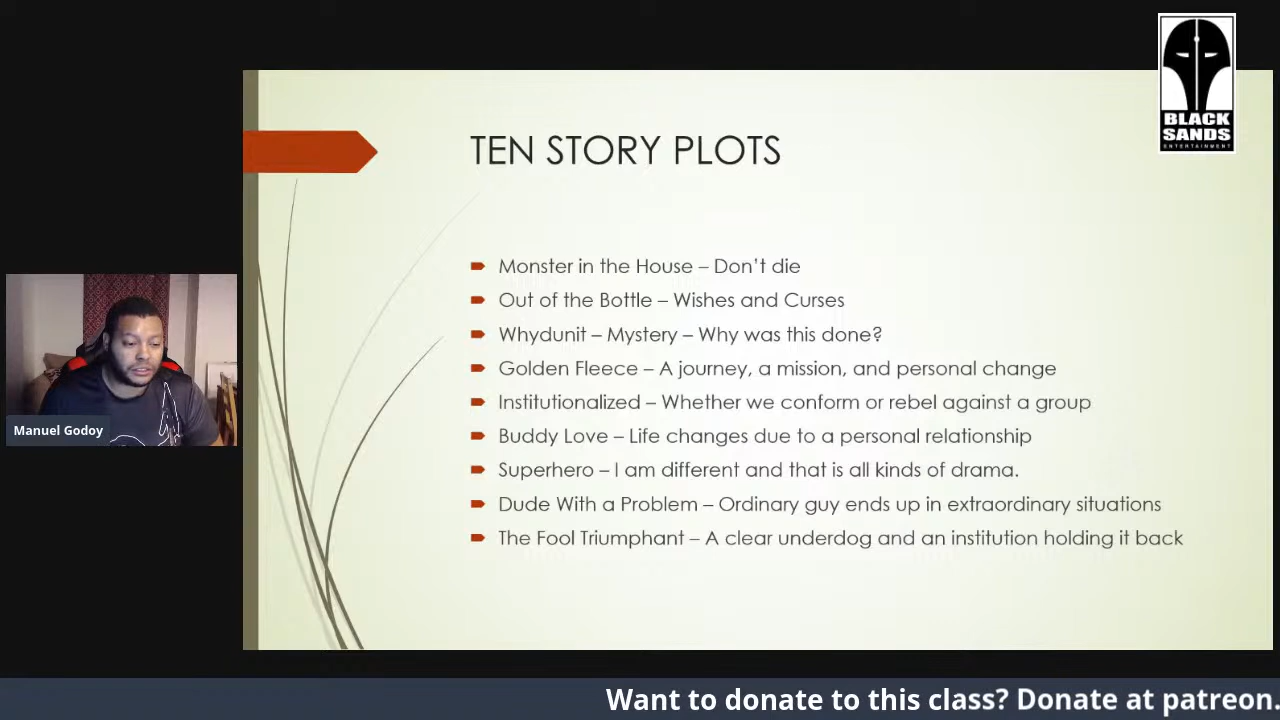 BLACK
SANDS
ENTERTAINMENT
TEN STORY PLOTS
Monster in the House – Don’t die
Out of the Bottle – Wishes and Curses
Whydunit – Mystery – Why was this done?
Golden Fleece – A journey, a mission, and personal change
Institutionalized – Whether we conform or rebel against a group
Buddy Love – Life changes due to a personal relationship
Superhero – I am different and that is all kinds of drama.
Dude With a Problem – Ordinary guy ends up in extraordinary situations
The Fool Triumphant – A clear underdog and an institution holding it back
Manuel Godoy
Want to donate to this class? Donate at patreon.